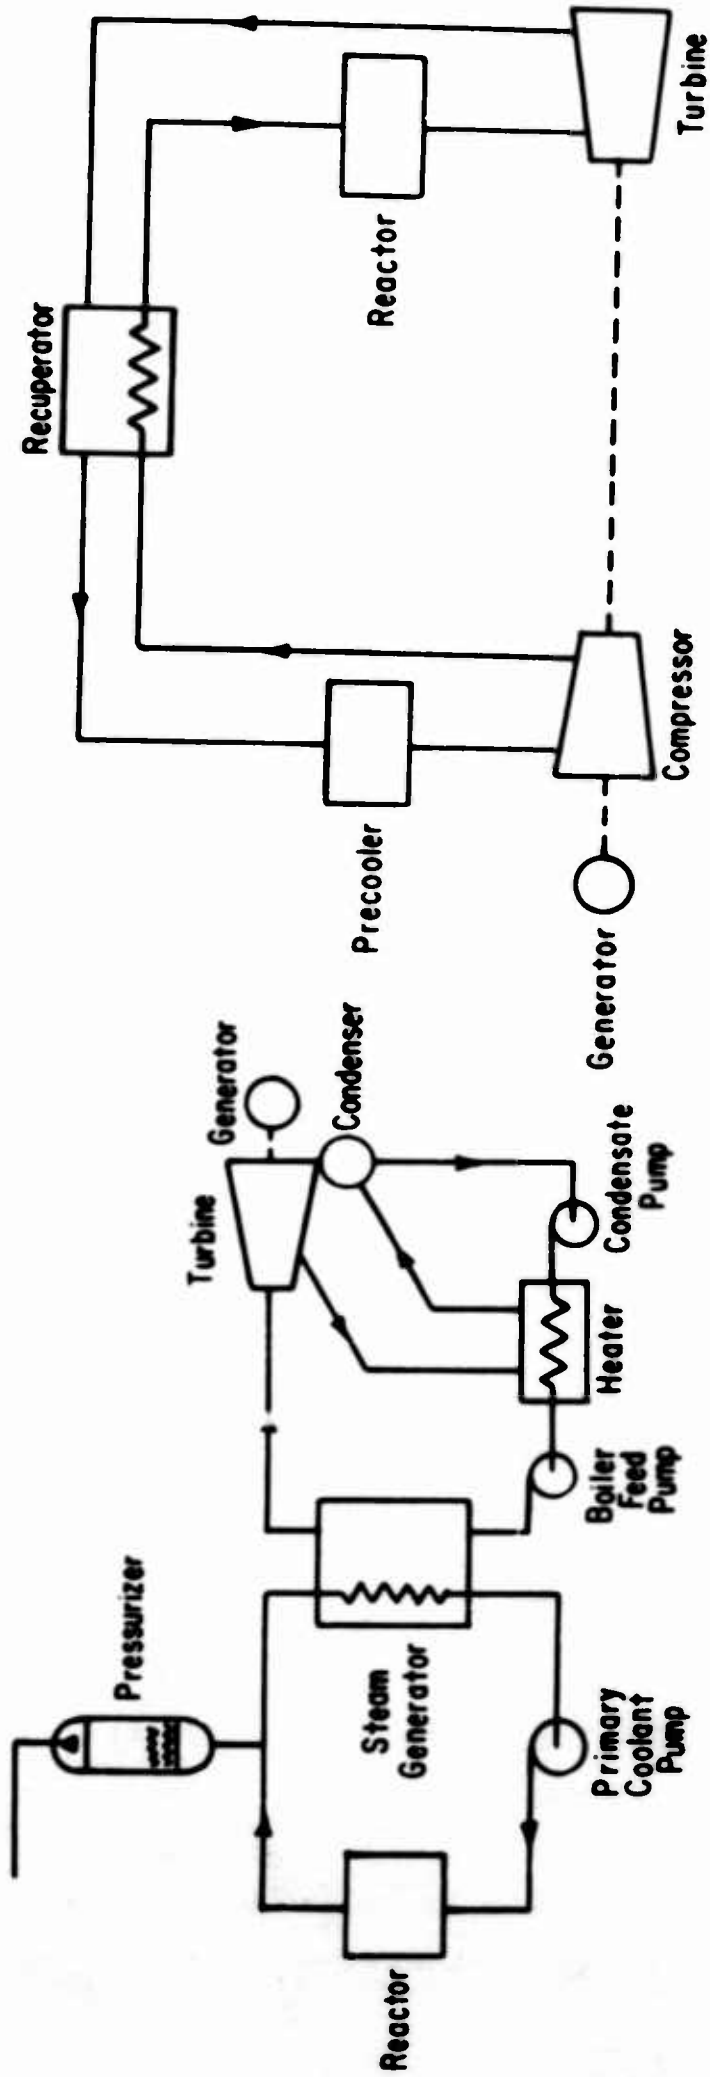 Pressurizer
Reactor
Steam
Generator
Primary
Coolant
Pump
Turbine
Generator
Condenser
Boiler
Feed
Pump
Heater
Condensate
Pump
Recuperator
Precooler
Reactor
Generator
Compressor
Turbine